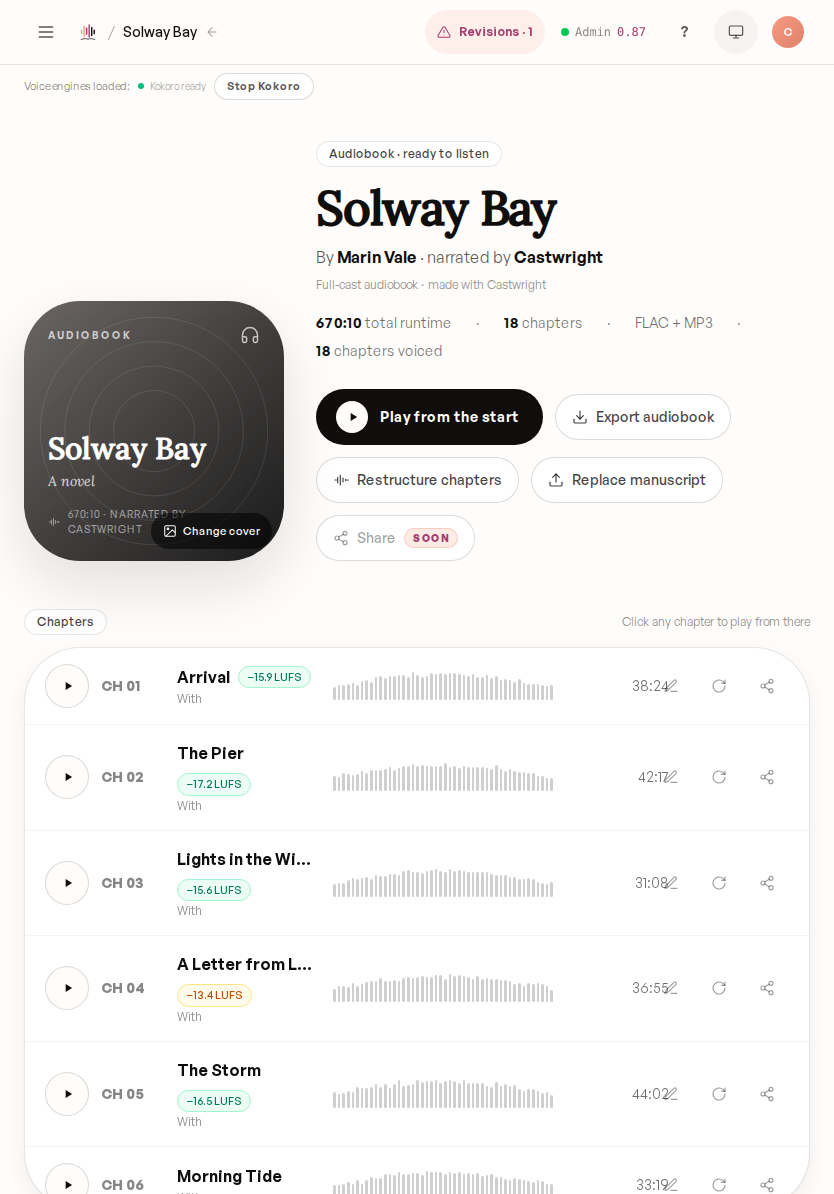 / Solway Bay
Revisions · 1
Admin 0.87
?
C
Voice engines loaded:
Kokoro ready
Stop Kokoro
Audiobook · ready to listen
Solway Bay
By Marin Vale · narrated by Castwright
Full-cast audiobook · made with Castwright
670:10 total runtime · 18 chapters · FLAC + MP3 ·
18 chapters voiced
Play from the start
Export audiobook
Restructure chapters
Replace manuscript
Share SOON
AUDIOBOOK
Solway Bay
A novel
670:10 · NARRATED BY
CASTWRIGHT
Change cover
Chapters
Click any chapter to play from there
CH 01
Arrival −15.9 LUFS
With
38:24
CH 02
The Pier
−17.2 LUFS
With
42:17
CH 03
Lights in the Wi...
−15.6 LUFS
With
31:08
CH 04
A Letter from L...
−13.4 LUFS
With
36:55
CH 05
The Storm
−16.5 LUFS
With
44:02
CH 06
Morning Tide
33:19